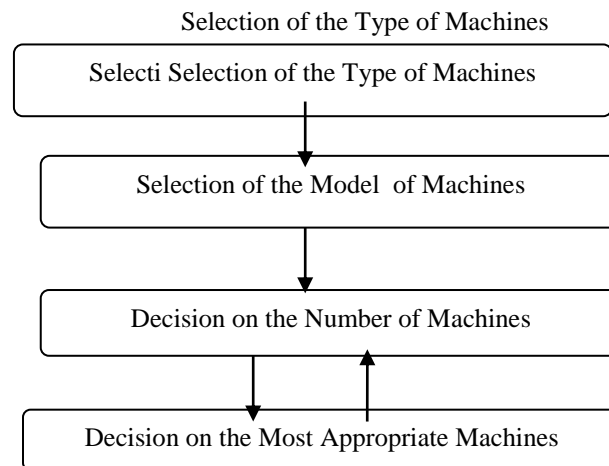 Selection of the Type of Machines
Selecti Selection of the Type of Machines
Selection of the Model of Machines
Decision on the Number of Machines
Decision on the Most Appropriate Machines